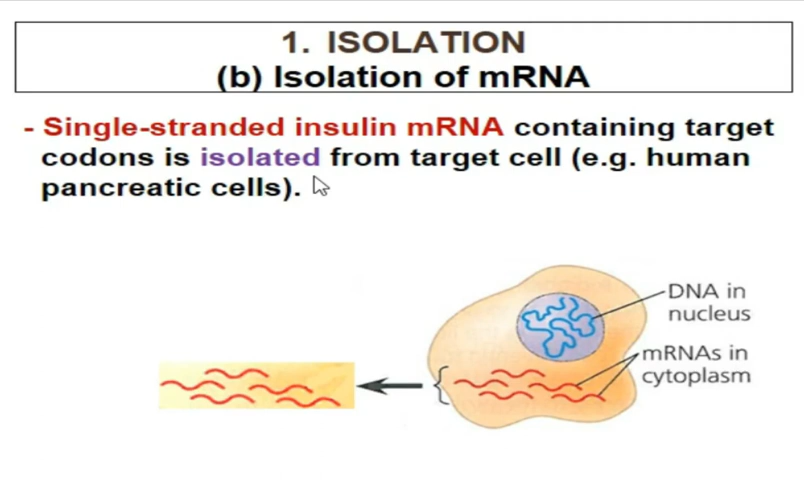 1. ISOLATION
(b) Isolation of mRNA
- Single-stranded insulin mRNA containing target
codons is isolated from target cell (e.g. human
pancreatic cells).
DNA in
nucleus
mRNAs in
cytoplasm